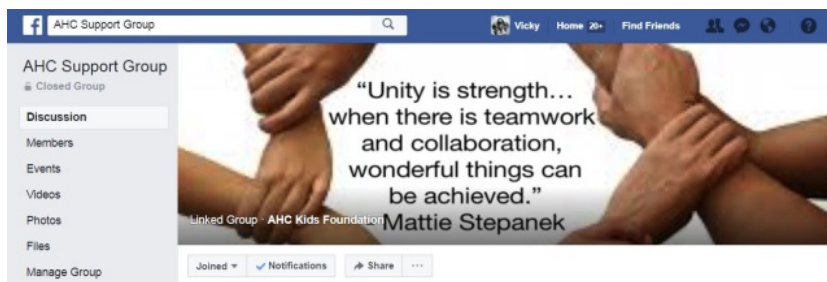 AHC Support Group
Vicky
Home 20+
Find Friends
AHC Support Group
Closed Group
Discussion
Members
Events
Videos
Photos
Files
Manage Group
“Unity is strength...
when there is teamwork
and collaboration,
wonderful things can
be achieved.”
Mattie Stepanek
Linked Group · AHC Kids Foundation
Joined
Notifications
Share